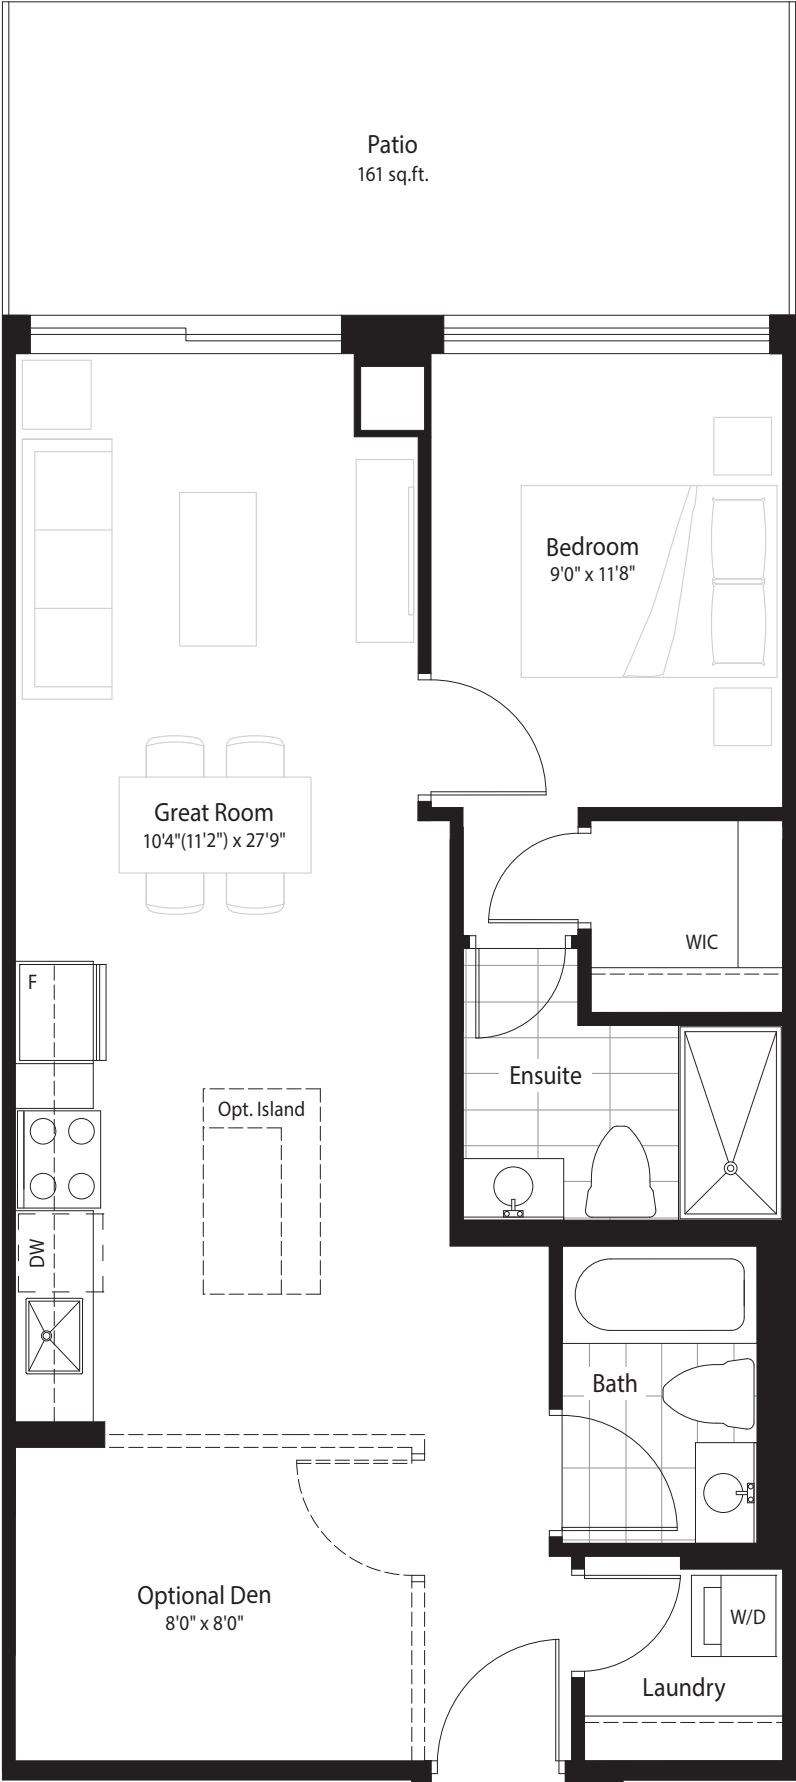 Patio
161 sq.ft.
Bedroom
9'0" x 11'8"
Great Room
10'4"(11'2") x 27'9"
WIC
F
Ensuite
Opt. Island
DW
Bath
Optional Den
8'0" x 8'0"
W/D
Laundry